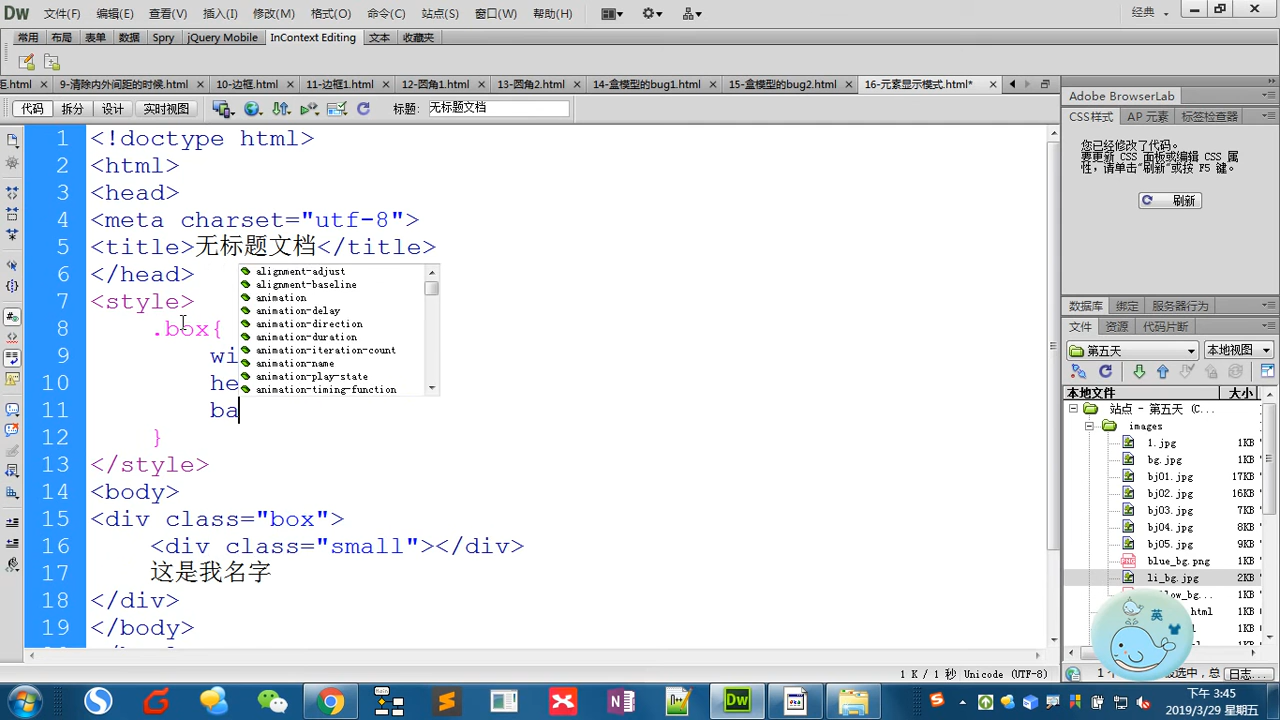 Dw 文件(F) 编辑(E) 查看(V) 插入(I) 修改(M) 格式(O) 命令(C) 站点(S) 窗口(W) 帮助(H) 经典
常用 布局 表单 数据 Spry jQuery Mobile InContext Editing 文本 收藏夹
距.html 9-清除内外间距的时候.html 10-边框.html 11-边框1.html 12-圆角1.html 13-圆角2.html 14-盒模型的bug1.html 15-盒模型的bug2.html 16-元素显示模式.html*
代码 拆分 设计 实时视图 标题: 无标题文档
1 <!doctype html>
2 <html>
3 <head>
4 <meta charset="utf-8">
5 <title>无标题文档</title>
6 </head>
7 <style>
8 .box{
9 wi
10 he
11 ba
12 }
13 </style>
14 <body>
15 <div class="box">
16 <div class="small"></div>
17 这是我名字
18 </div>
19 </body>
alignment-adjust
alignment-baseline
animation
animation-delay
animation-direction
animation-duration
animation-iteration-count
animation-name
animation-play-state
animation-timing-function
1 K / 1 秒 Unicode (UTF-8)
Adobe BrowserLab
CSS样式 AP 元素 标签检查器
您已经修改了代码。
要更新 CSS 面板或编辑 CSS 属
性，请单击"刷新"或按 F5 键。
刷新
数据库 绑定 服务器行为
文件 资源 代码片断
第五天 本地视图
本地文件 大小
站点 - 第五天 (C...
images
1.jpg 1KB
bg.jpg 1KB
bj01.jpg 17KB
bj02.jpg 16KB
bj03.jpg 9KB
bj04.jpg 8KB
bj05.jpg 9KB
blue_bg.png 1KB
li_bg.jpg 2KB
英
日志...
下午 3:45
2019/3/29 星期五